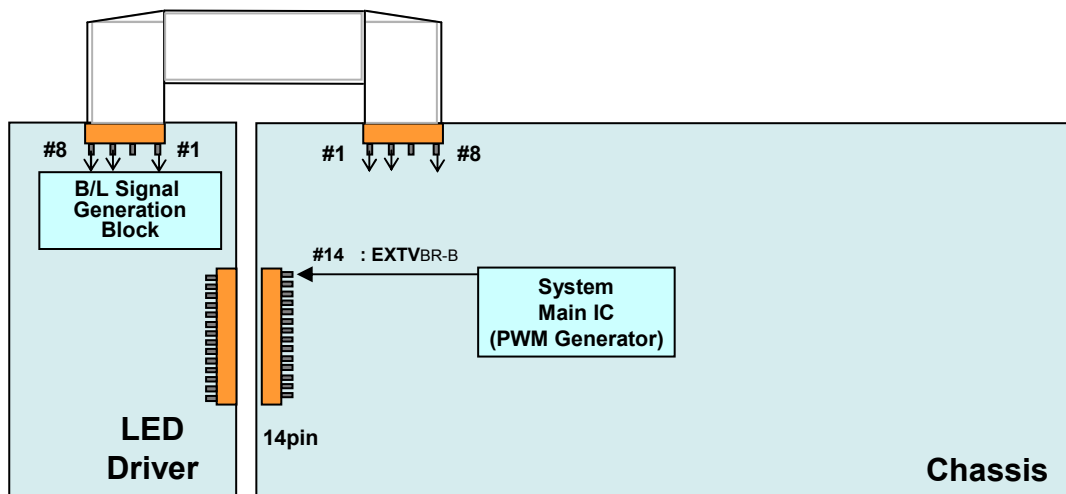 #8
#1
#1
#8
B/L Signal
Generation
Block
#14 : EXTVBR-B
System
Main IC
(PWM Generator)
LED
Driver
14pin
Chassis